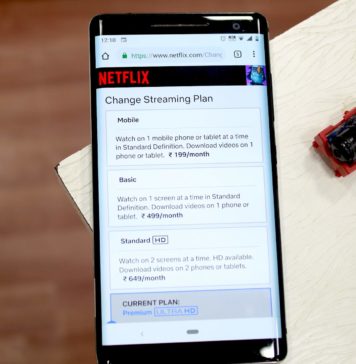 17:18
https://www.netflix.com/Chang
NETFLIX
Change Streaming Plan
Mobile
Watch on 1 mobile phone or tablet at a time
in Standard Definition. Download videos on 1
phone or tablet. ₹ 199/month
Basic
Watch on 1 screen at a time in Standard
Definition. Download videos on 1 phone or
tablet. ₹ 499/month
Standard HD
Watch on 2 screens at a time. HD available.
Download videos on 2 phones or tablets.
₹ 649/month
CURRENT PLAN:
Premium ULTRA HD